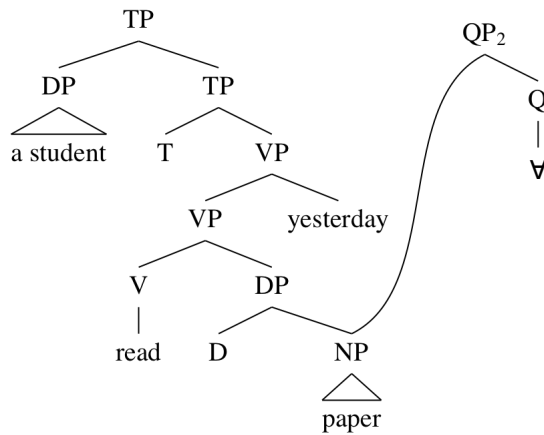 TP
QP₂
DP TP
Q
a student T VP
∀
VP yesterday
V DP
read D NP
paper